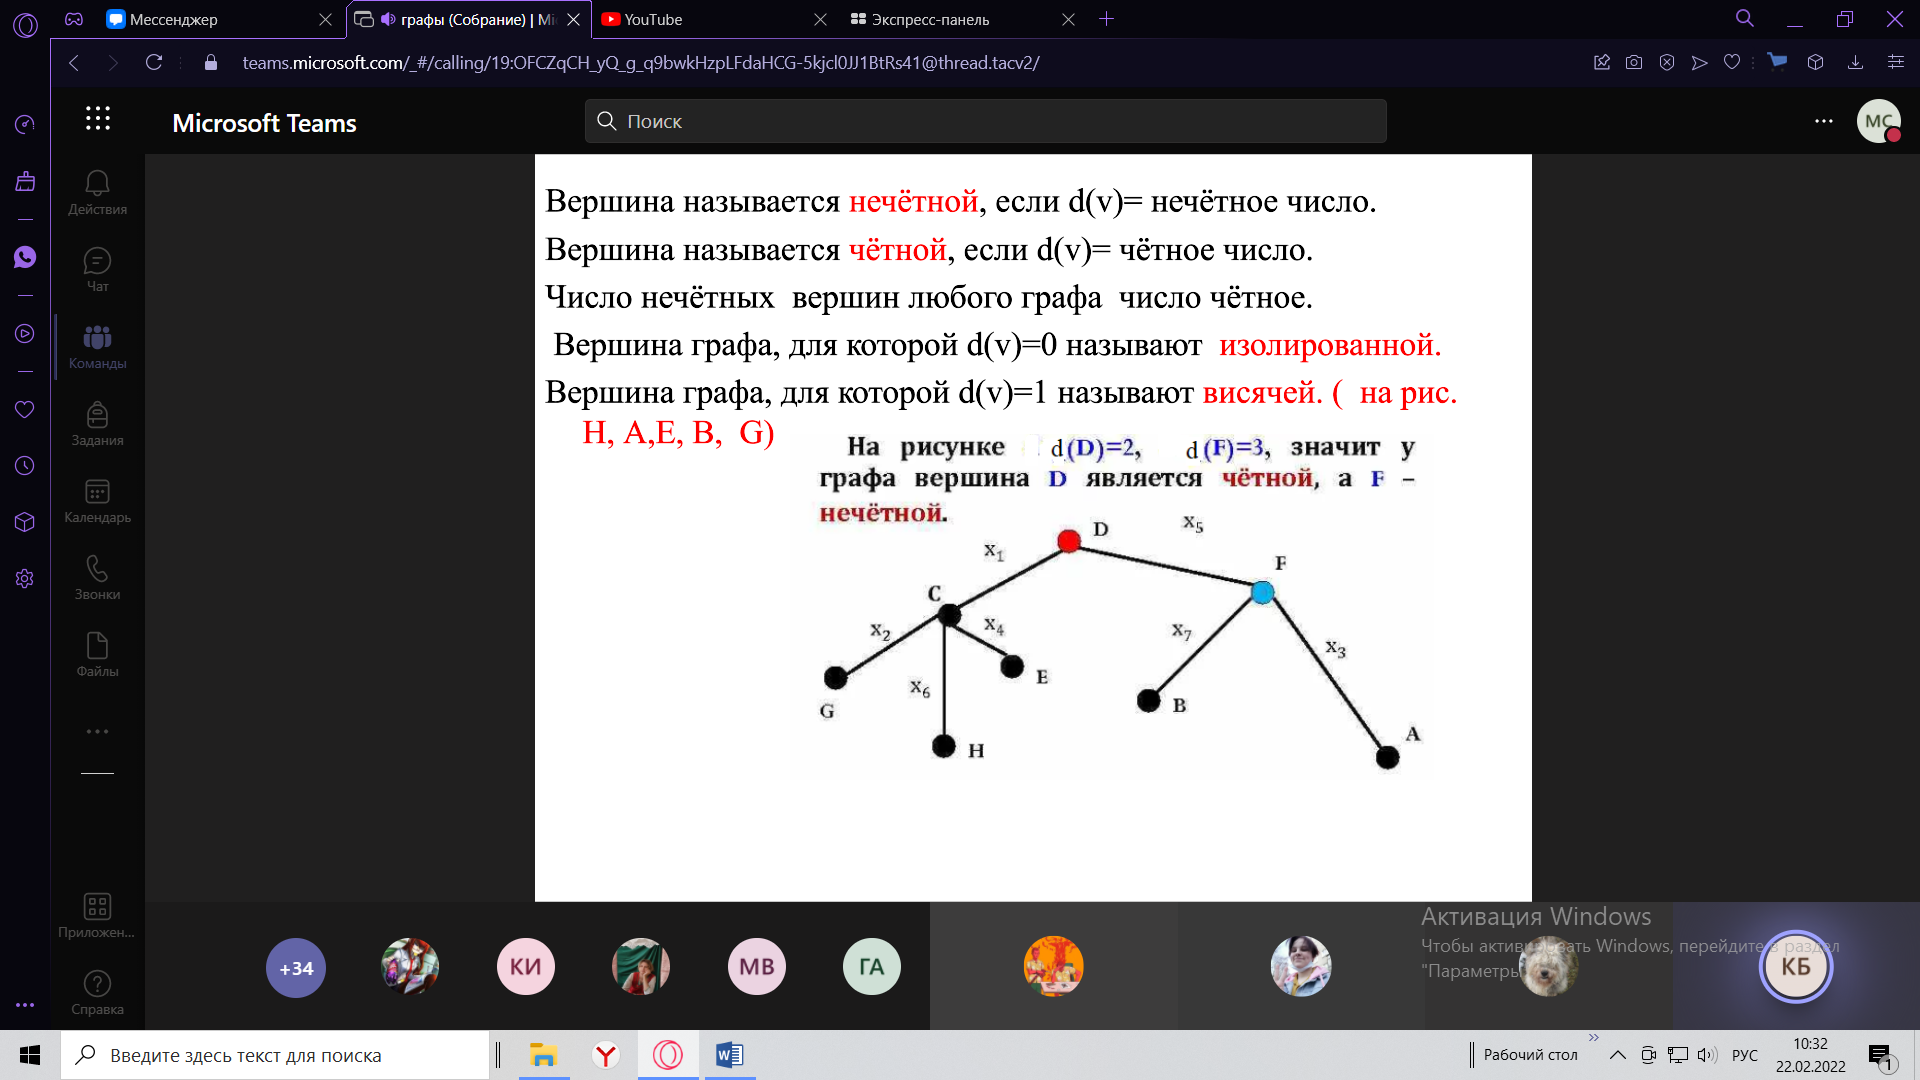 Мессенджер
графы (Собрание) | Mi
YouTube
Экспресс-панель
teams.microsoft.com/_#/calling/19:OFCZqCH_yQ_g_q9bwkHzpLFdaHCG-5kjcl0JJ1BtRs41@thread.tacv2/
Microsoft Teams
Поиск
МС
Действия
Чат
Команды
Задания
Календарь
Звонки
Файлы
Приложен...
Справка
Вершина называется нечётной, если d(v)= нечётное число.
Вершина называется чётной, если d(v)= чётное число.
Число нечётных вершин любого графа число чётное.
Вершина графа, для которой d(v)=0 называют изолированной.
Вершина графа, для которой d(v)=1 называют висячей. ( на рис.
H, A,E, B, G)
На рисунке d(D)=2, d(F)=3, значит у
графа вершина D является чётной, а F –
нечётной.
D
x5
x1
F
C
x2
x4
x7
x3
E
x6
G
B
H
A
+34
КИ
МВ
ГА
КБ
Активация Windows
Чтобы активировать Windows, перейдите в раздел
"Параметры
Введите здесь текст для поиска
Рабочий стол
РУС
10:32
22.02.2022
1